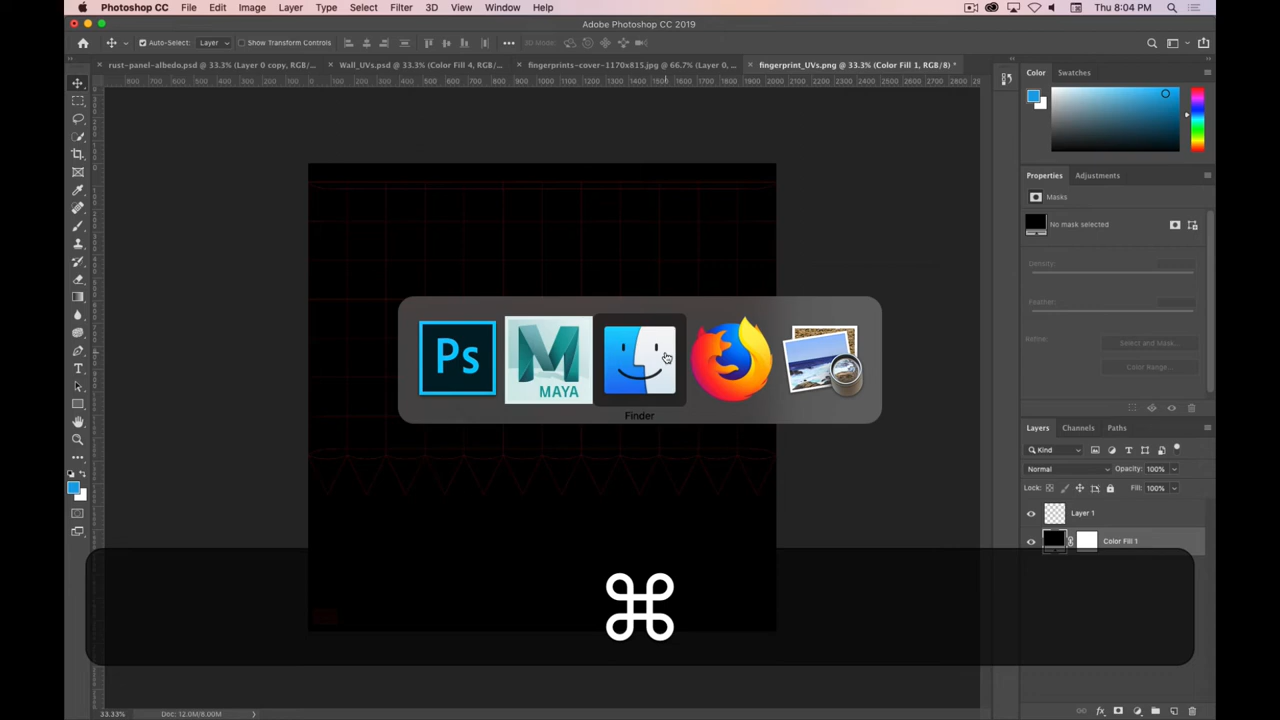 Photoshop CC File Edit Image Layer Type Select Filter 3D View Window Help Thu 8:04 PM
Adobe Photoshop CC 2019
Auto-Select: Layer Show Transform Controls 3D Mode:
rust-panel-albedo.psd @ 33.3% (Layer 0 copy, RGB/... Wall_UVs.psd @ 33.3% (Color Fill 4, RGB/... fingerprints-cover-1170x815.jpg @ 66.7% (Layer 0, ... fingerprint_UVs.png @ 33.3% (Color Fill 1, RGB/8) *
Color Swatches
Properties Adjustments
Masks
No mask selected
Density:
Feather:
Refine: Select and Mask...
Color Range...
Ps
M
MAYA
Finder
Layers Channels Paths
Kind
Normal Opacity: 100%
Lock: Fill: 100%
Layer 1
Color Fill 1
⌘
33.33% Doc: 12.0M/8.00M